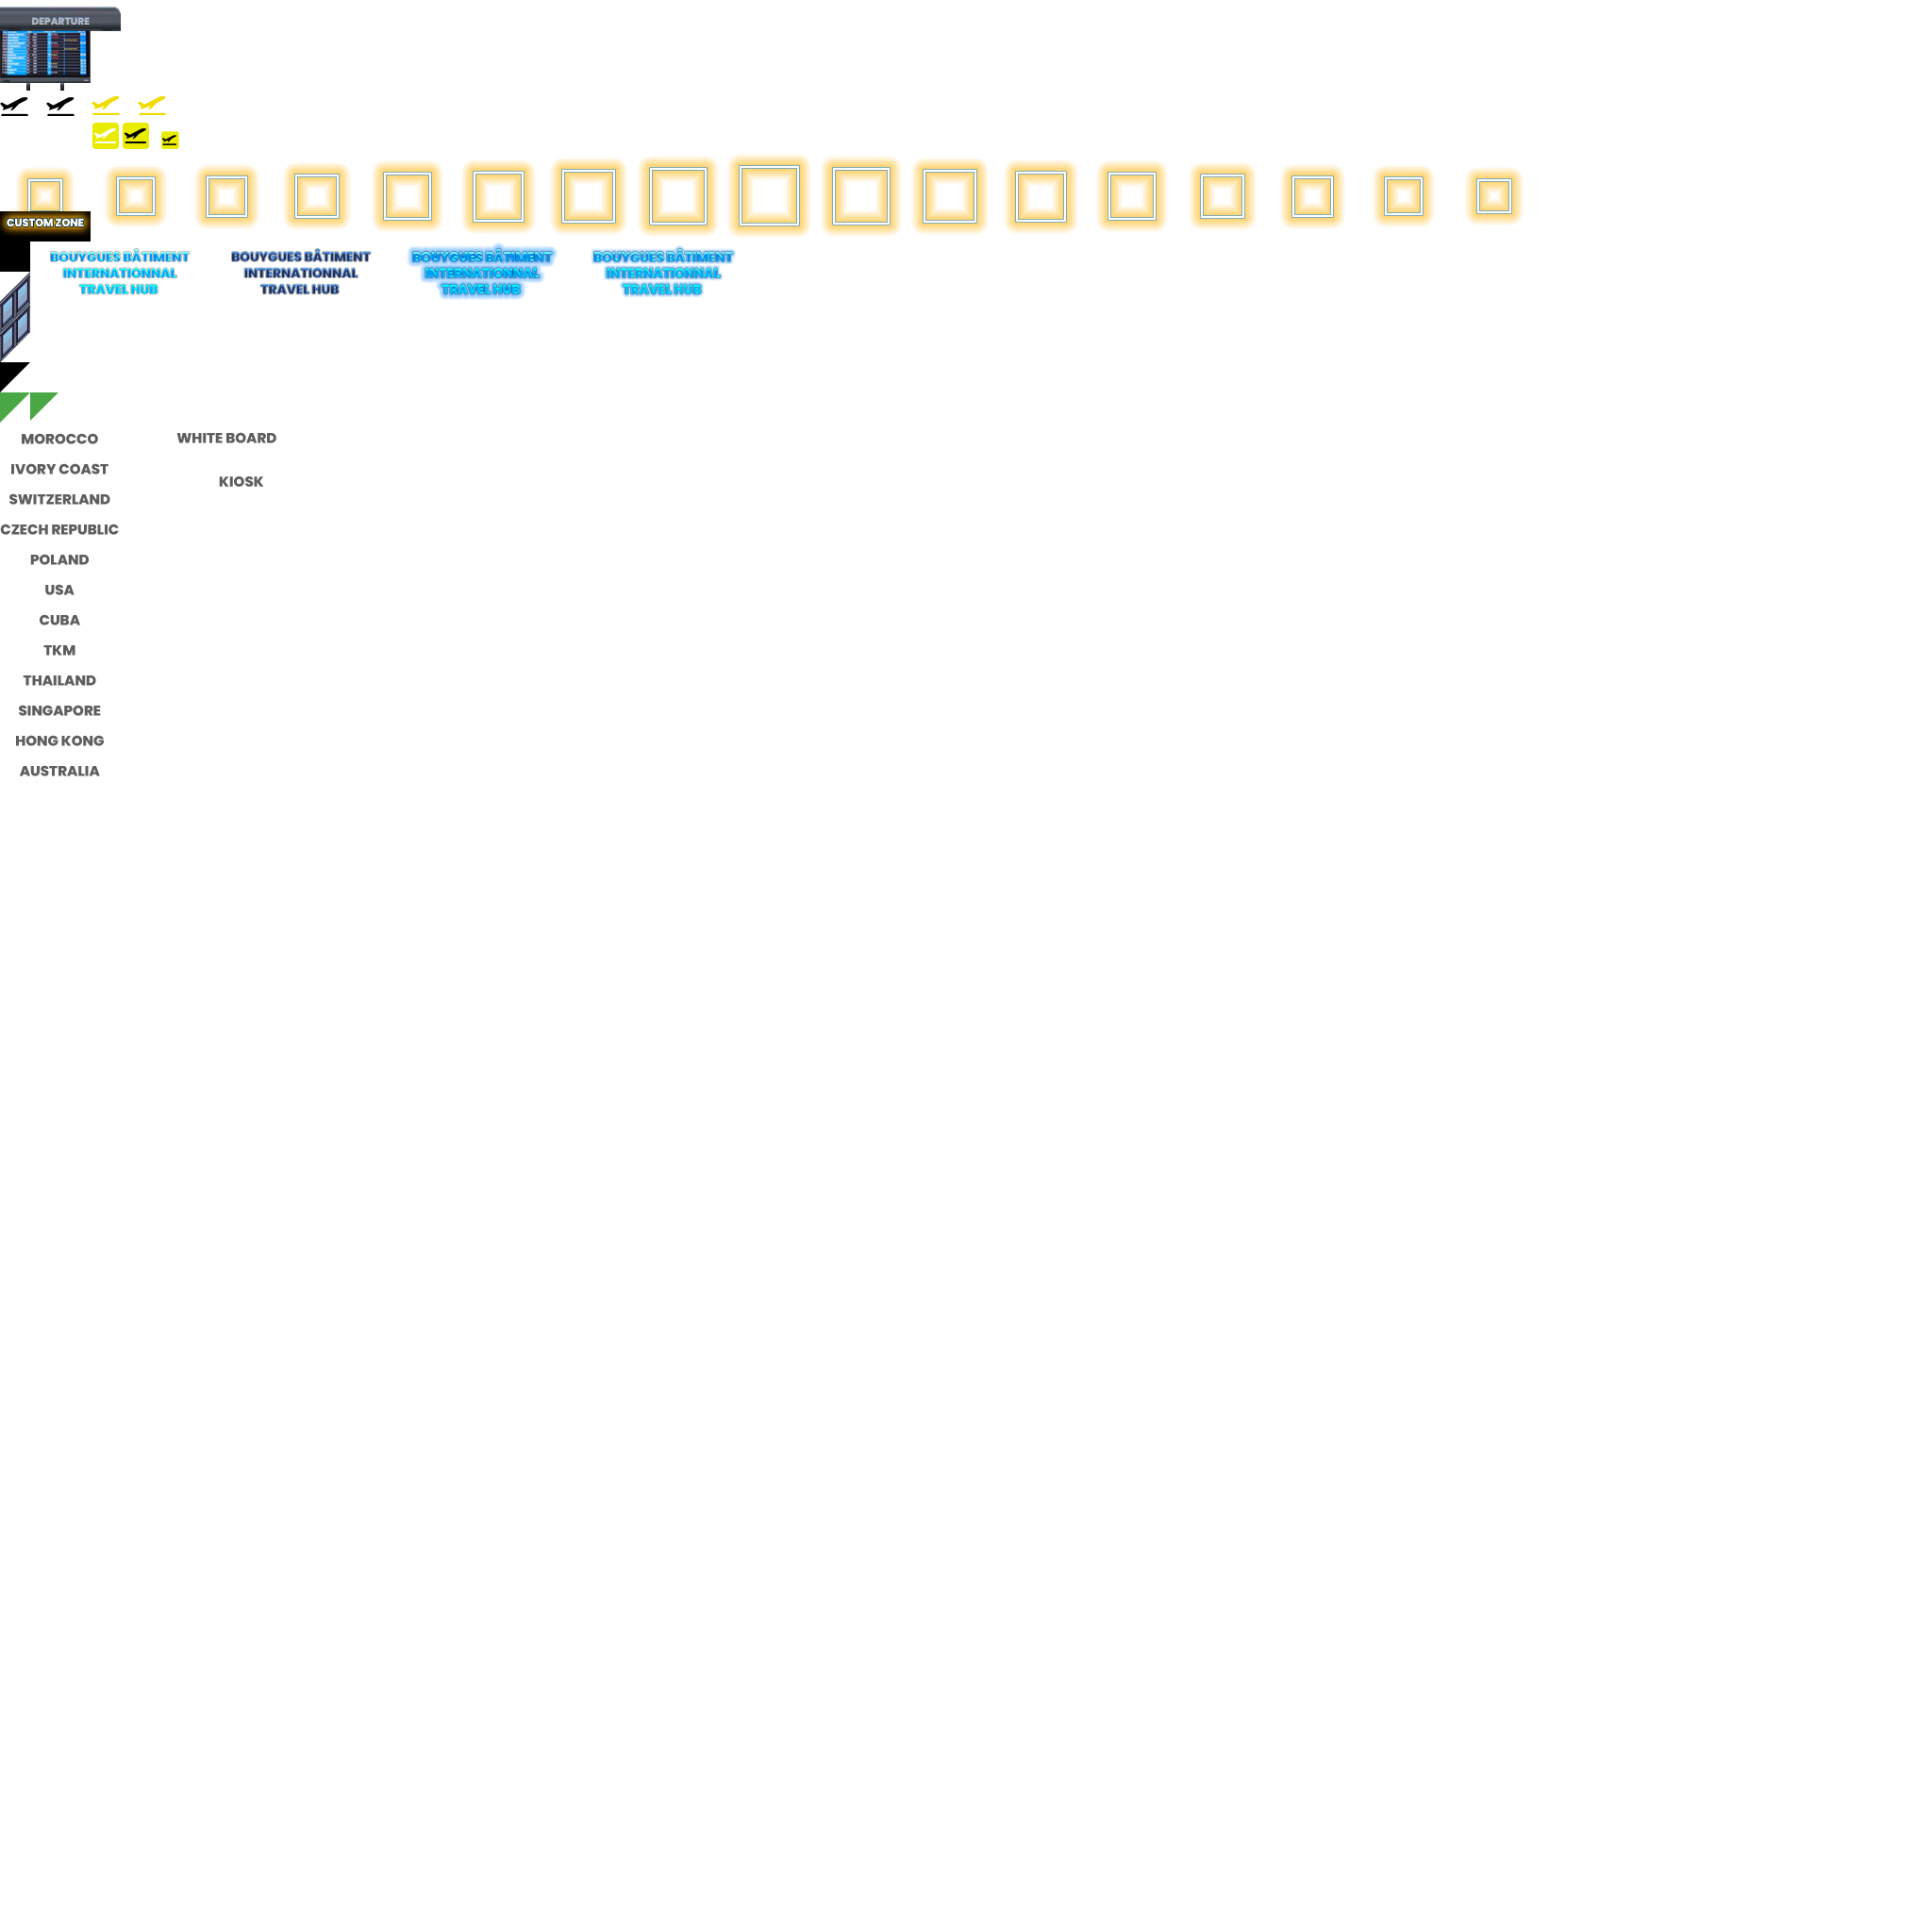 DEPARTURE
CUSTOM ZONE
BOUYGUES BÂTIMENT
INTERNATIONNAL
TRAVEL HUB
BOUYGUES BÂTIMENT
INTERNATIONNAL
TRAVEL HUB
BOUYGUES BÂTIMENT
INTERNATIONNAL
TRAVEL HUB
BOUYGUES BÂTIMENT
INTERNATIONNAL
TRAVEL HUB
MOROCCO
WHITE BOARD
IVORY COAST
KIOSK
SWITZERLAND
CZECH REPUBLIC
POLAND
USA
CUBA
TKM
THAILAND
SINGAPORE
HONG KONG
AUSTRALIA